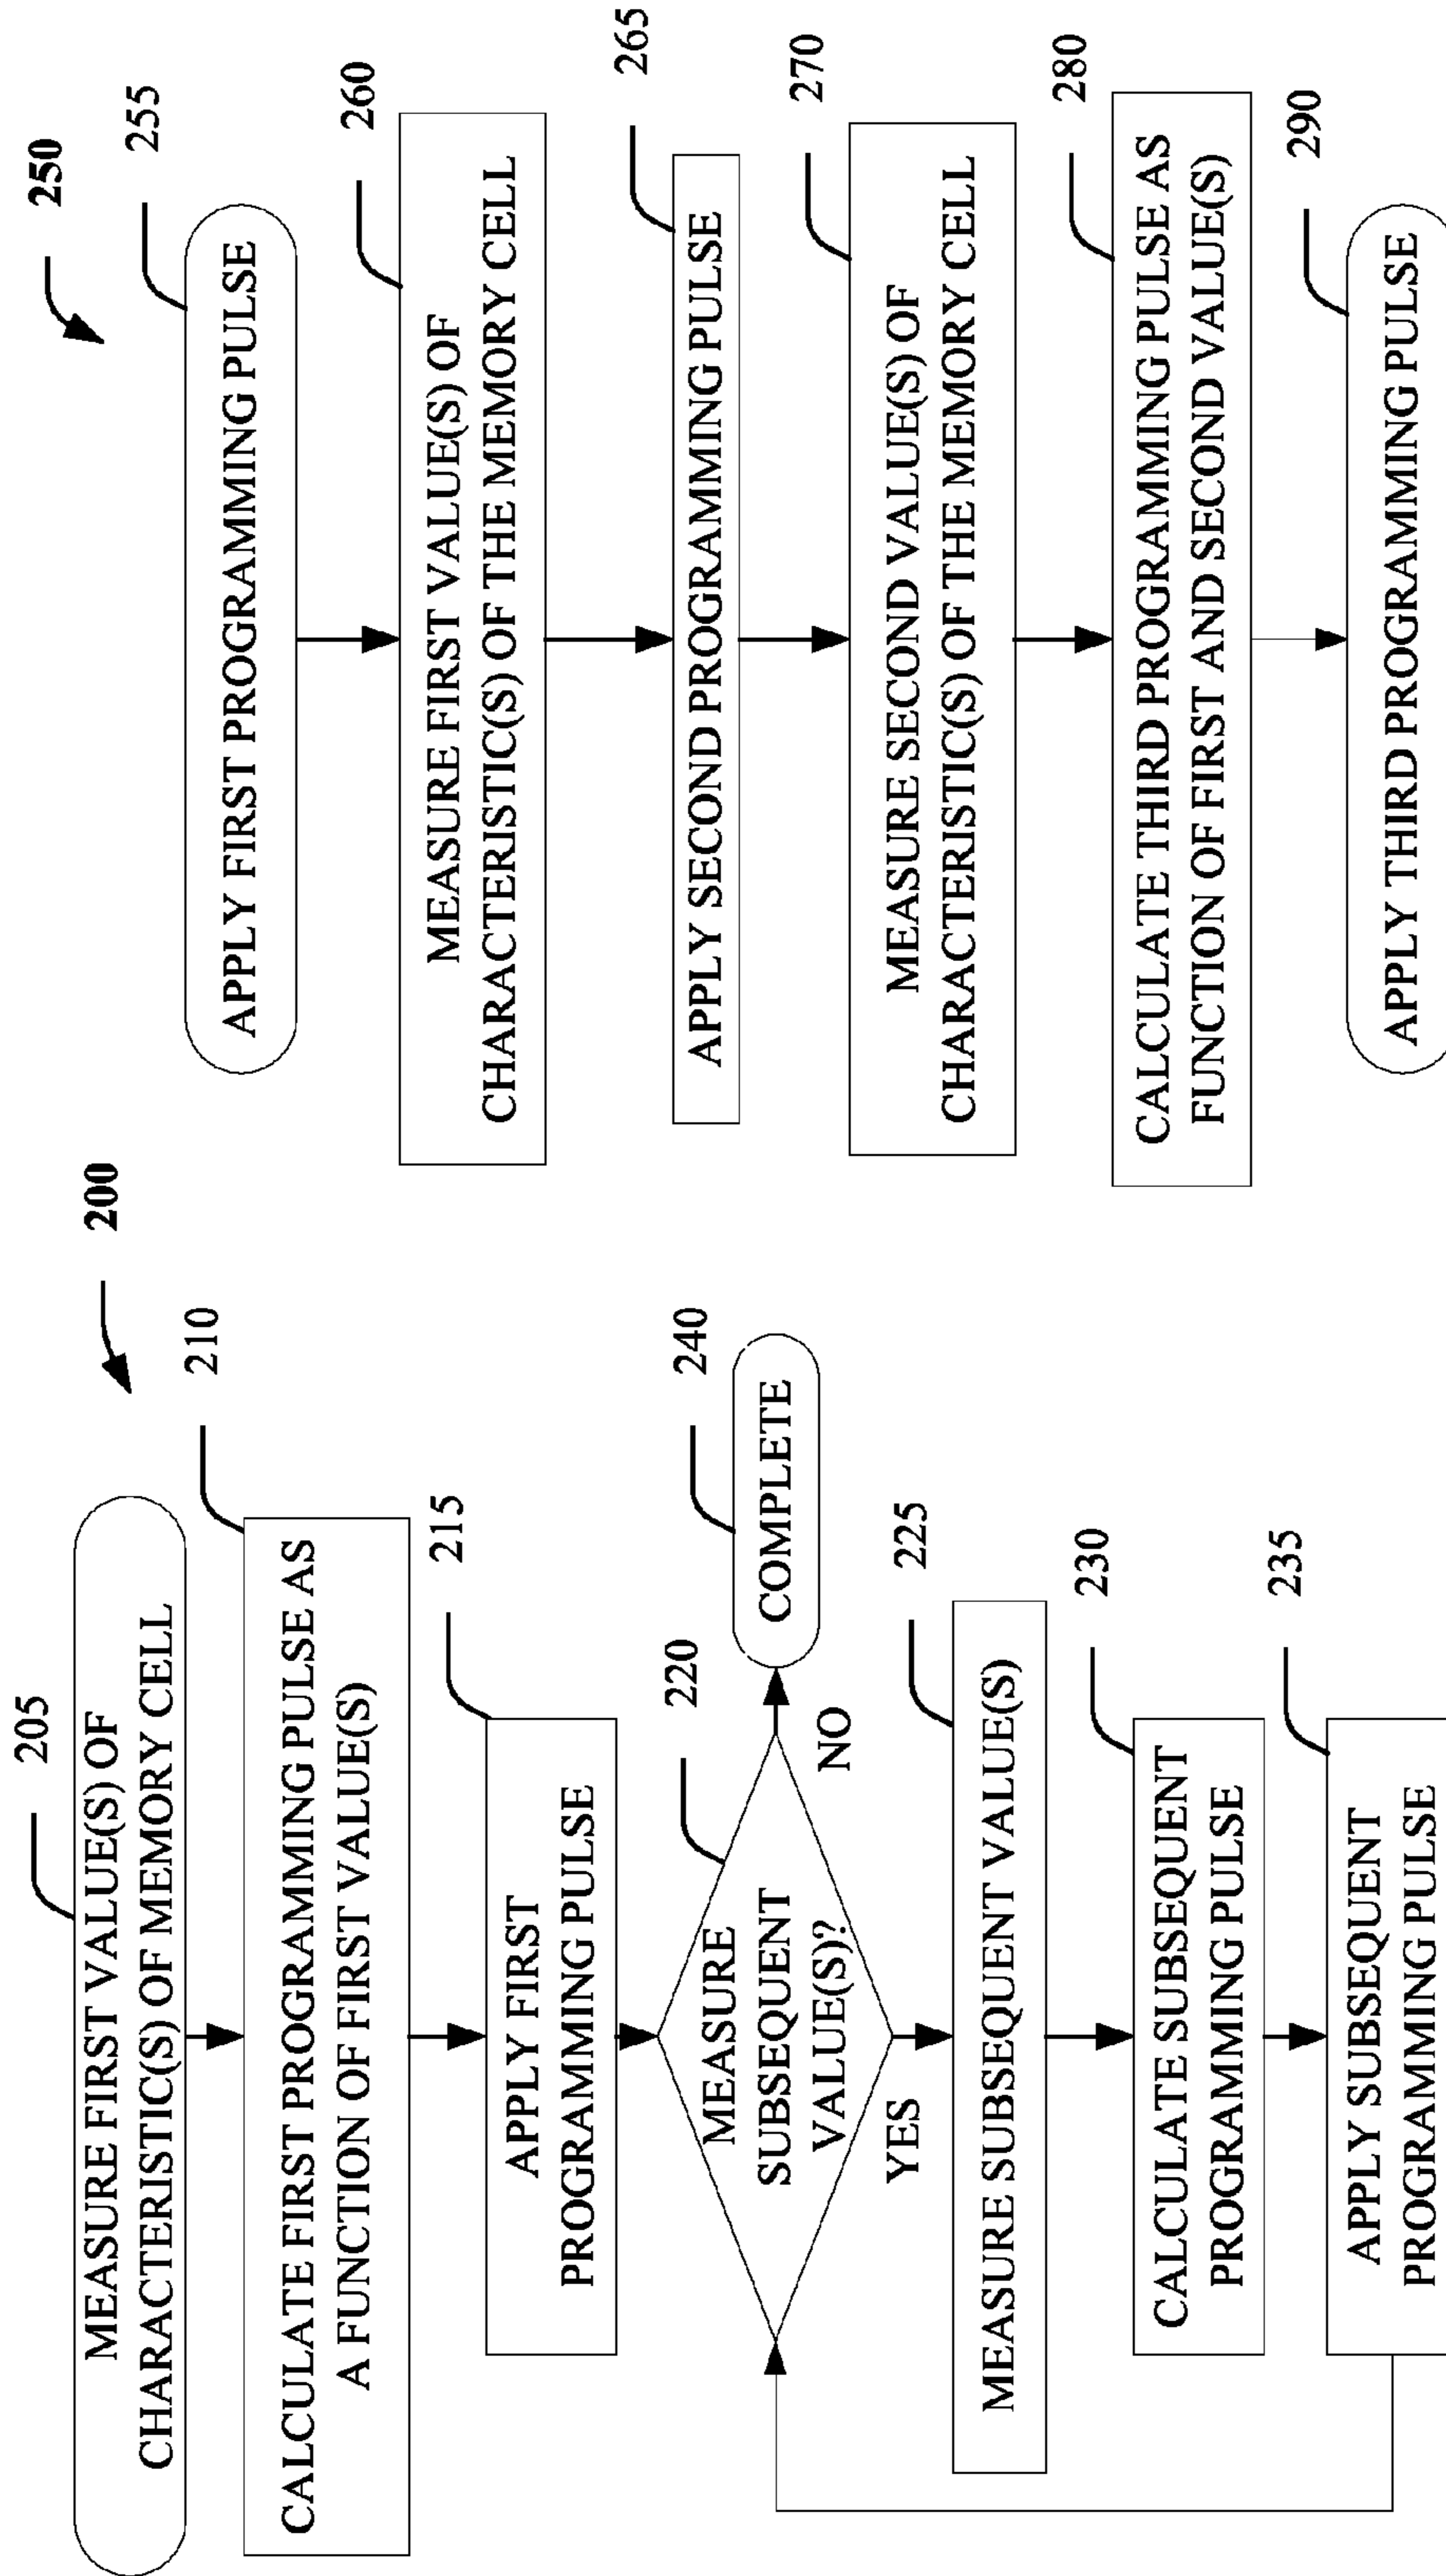 200
205
MEASURE FIRST VALUE(S) OF
CHARACTERISTIC(S) OF MEMORY CELL
210
CALCULATE FIRST PROGRAMMING PULSE AS
A FUNCTION OF FIRST VALUE(S)
215
APPLY FIRST
PROGRAMMING PULSE
220
MEASURE
SUBSEQUENT
VALUE(S)?
NO
240
COMPLETE
YES
225
MEASURE SUBSEQUENT VALUE(S)
230
CALCULATE SUBSEQUENT
PROGRAMMING PULSE
235
APPLY SUBSEQUENT
PROGRAMMING PULSE
250
255
APPLY FIRST PROGRAMMING PULSE
260
MEASURE FIRST VALUE(S) OF
CHARACTERISTIC(S) OF THE MEMORY CELL
265
APPLY SECOND PROGRAMMING PULSE
270
MEASURE SECOND VALUE(S) OF
CHARACTERISTIC(S) OF THE MEMORY CELL
280
CALCULATE THIRD PROGRAMMING PULSE AS
FUNCTION OF FIRST AND SECOND VALUE(S)
290
APPLY THIRD PROGRAMMING PULSE